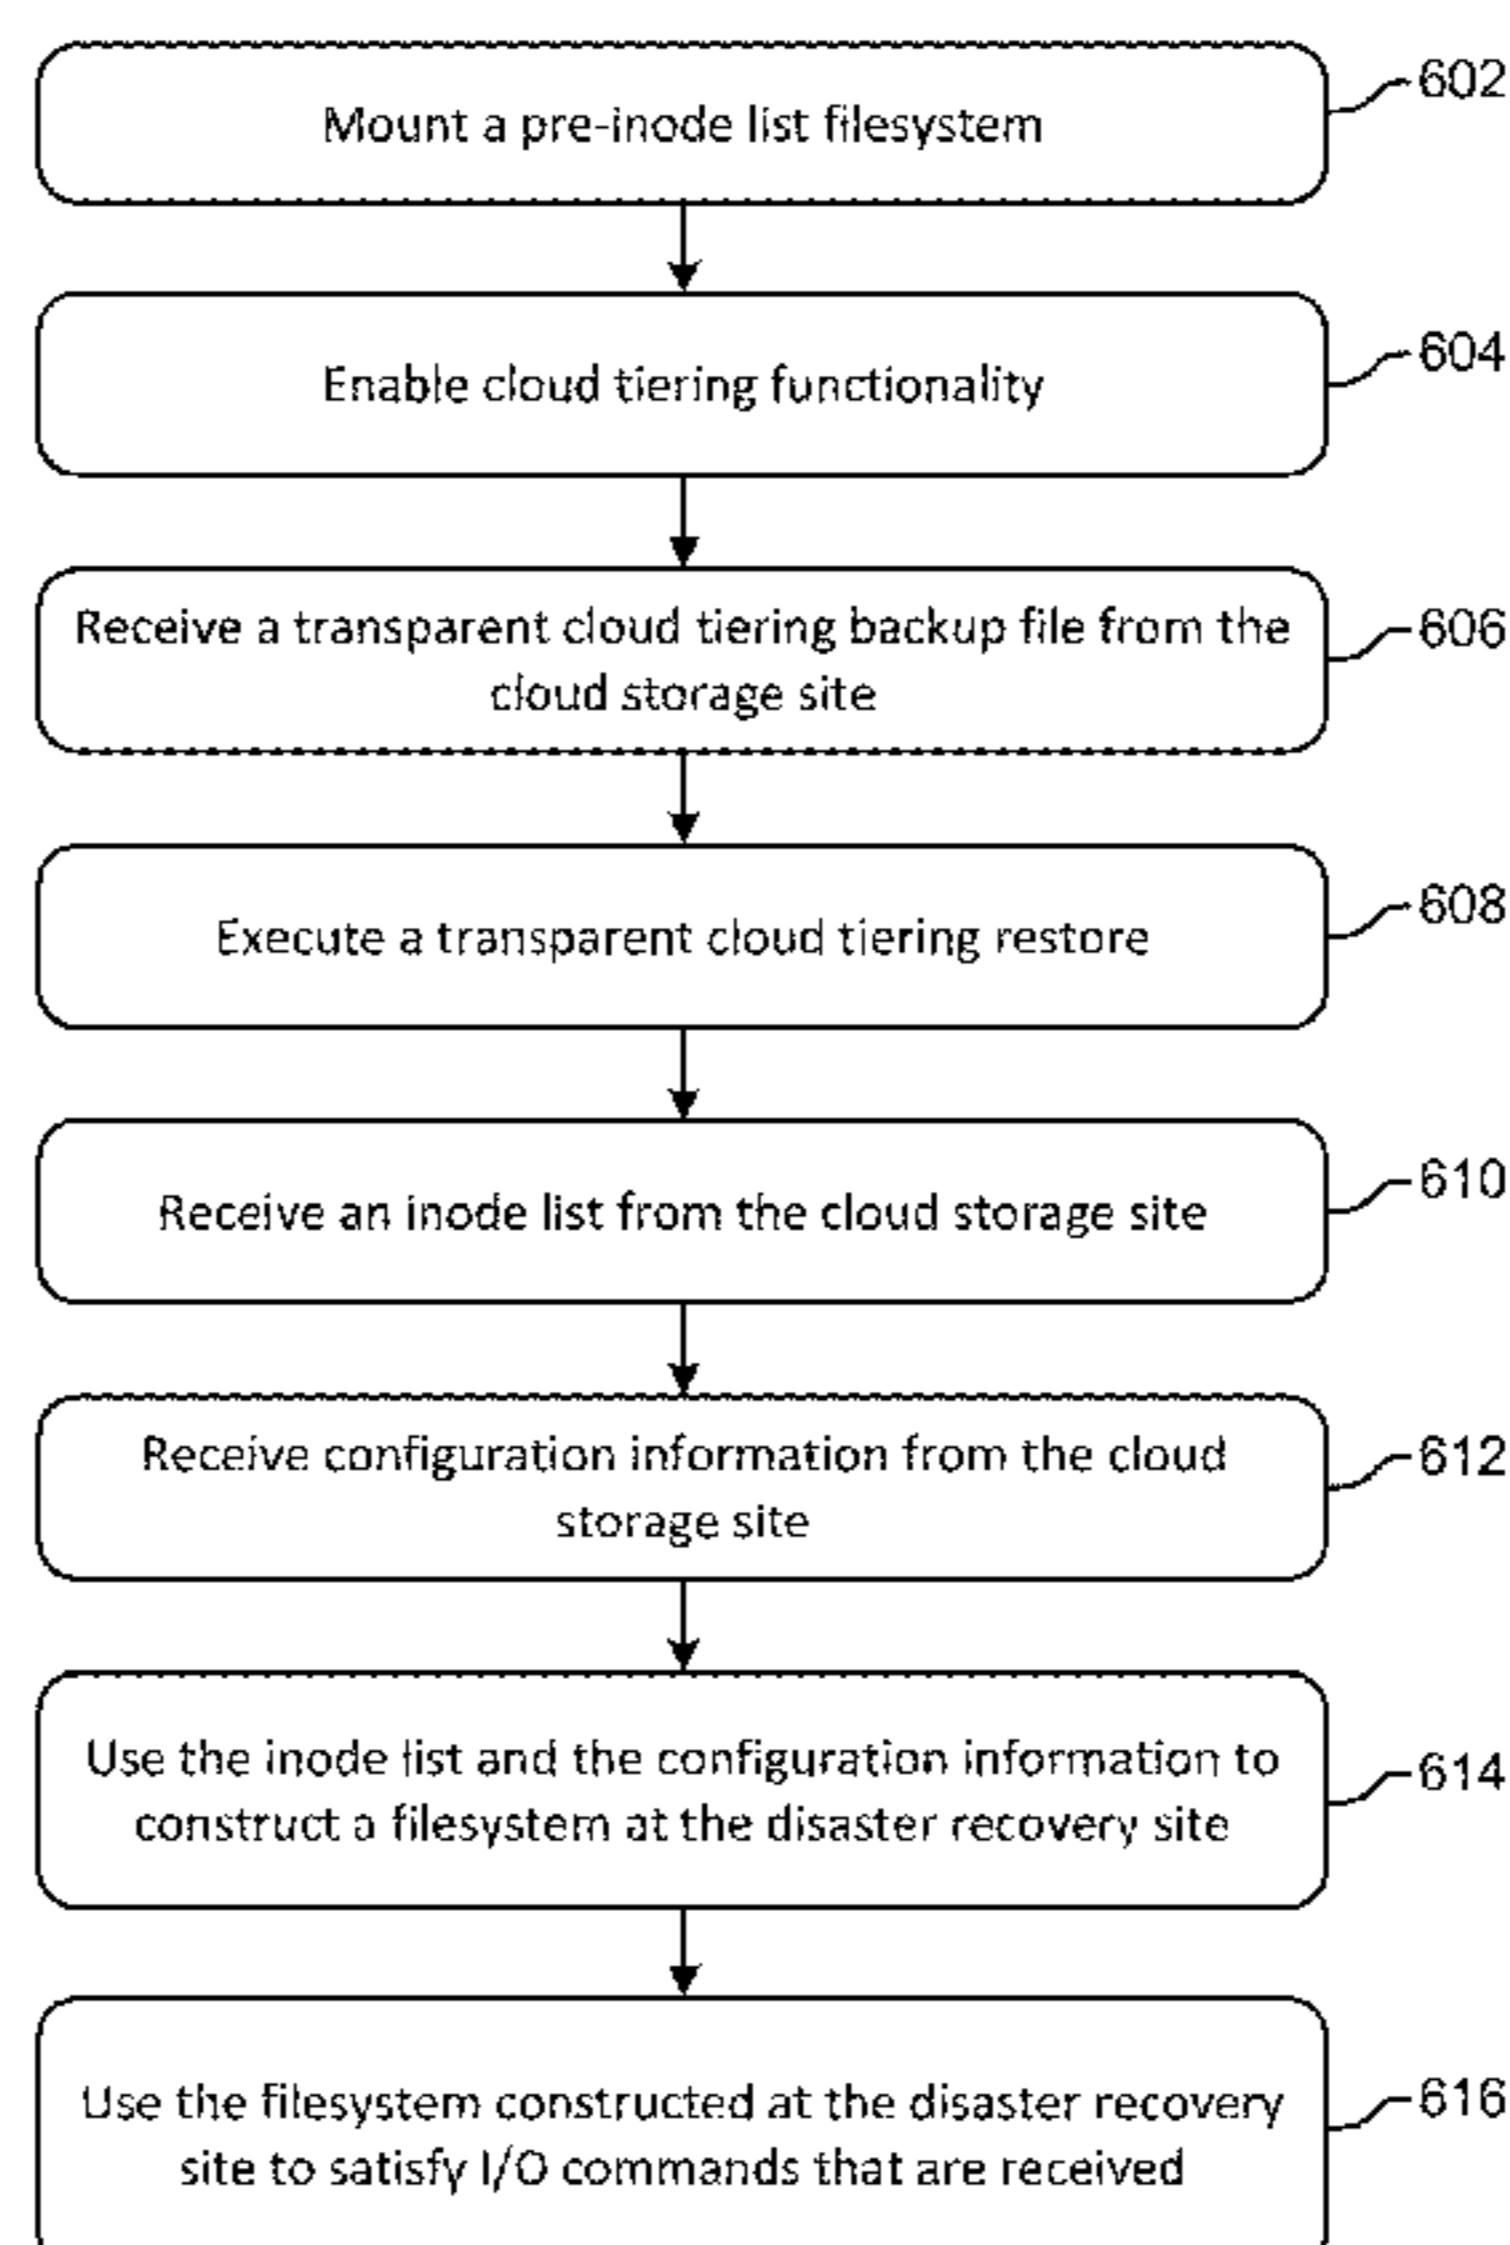 Mount a pre-inode list filesystem
602
Enable cloud tiering functionality
604
Receive a transparent cloud tiering backup file from the
cloud storage site
606
Execute a transparent cloud tiering restore
608
Receive an inode list from the cloud storage site
610
Receive configuration information from the cloud
storage site
612
Use the inode list and the configuration information to
construct a filesystem at the disaster recovery site
614
Use the filesystem constructed at the disaster recovery
site to satisfy I/O commands that are received
616